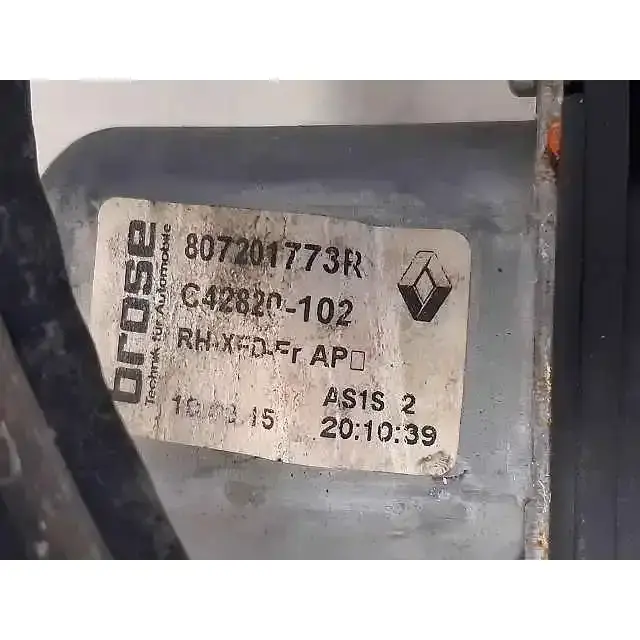 brose
Technik für Automobile
807201773R
C42820-102
RH-XFD-Fr AP
AS1S 2
20:10:39